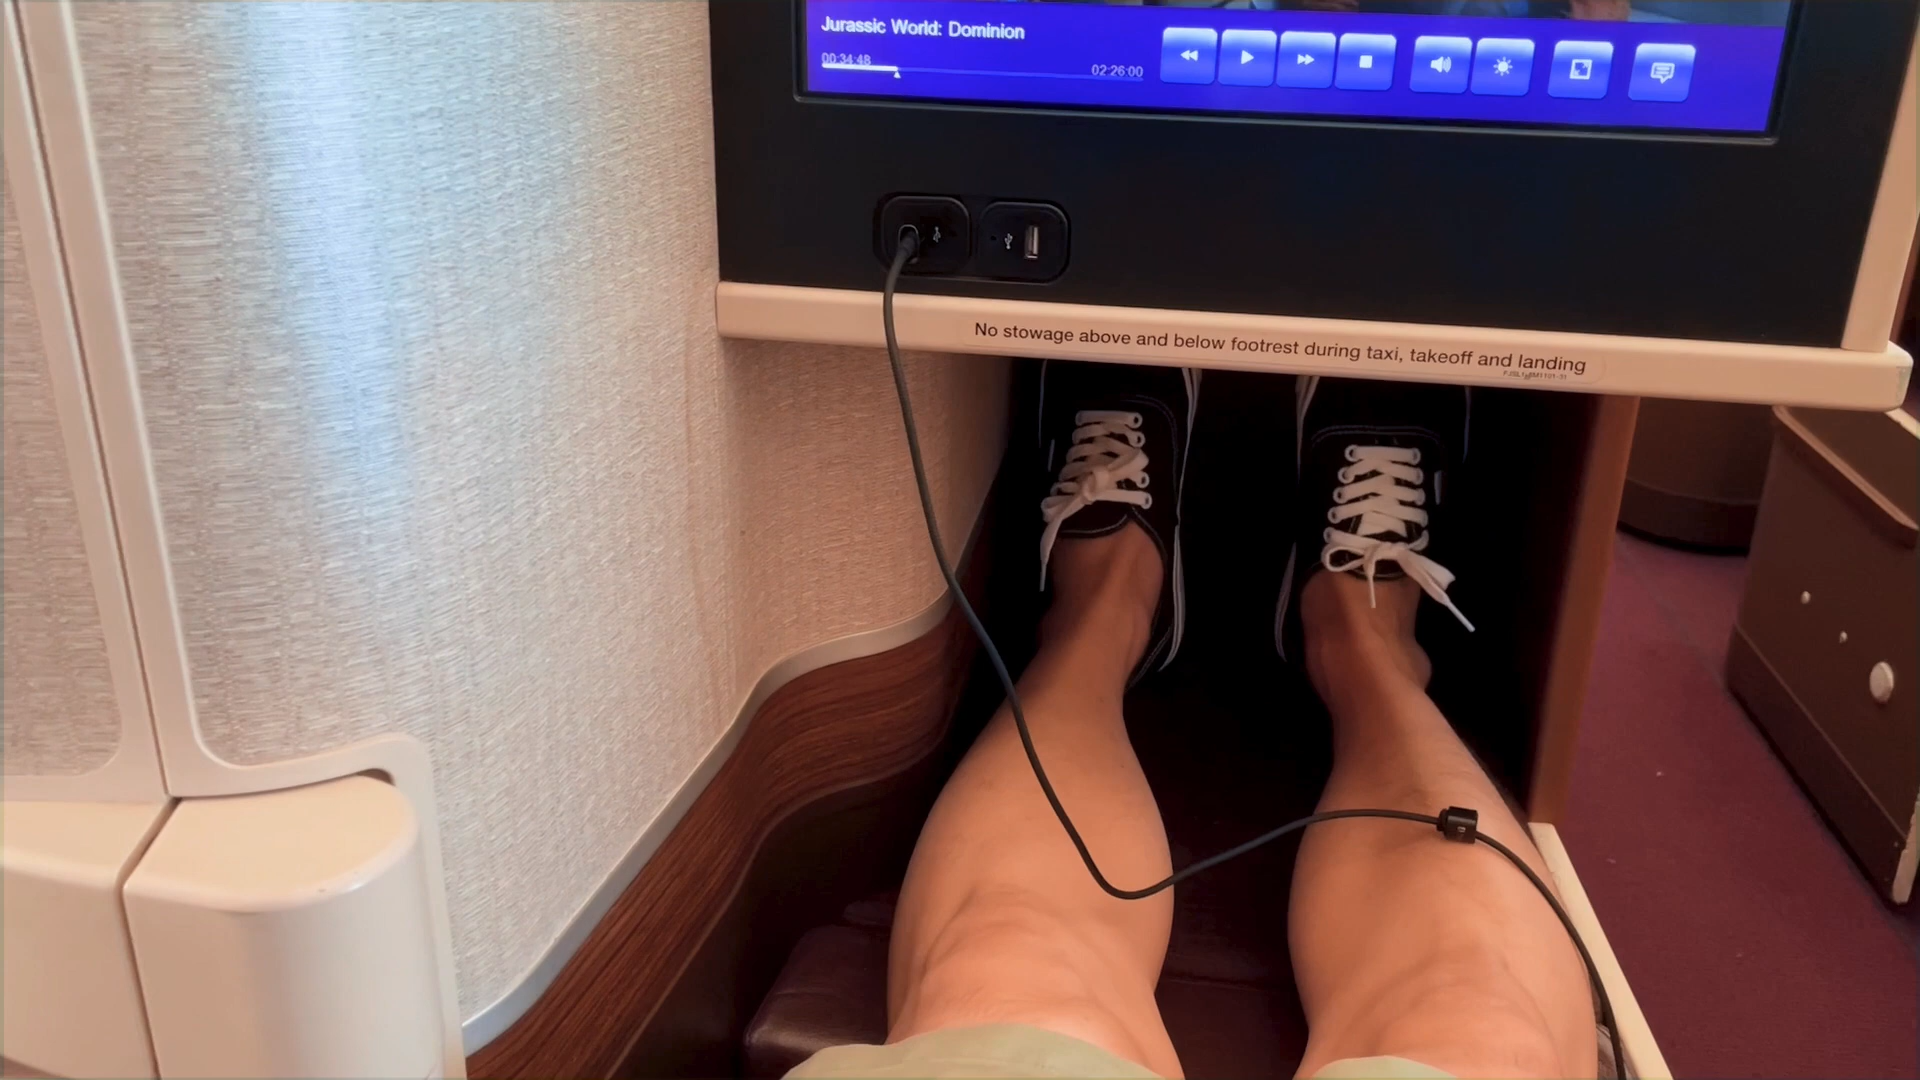 Jurassic World: Dominion
00:34:48
02:26:00
No stowage above and below footrest during taxi, takeoff and landing